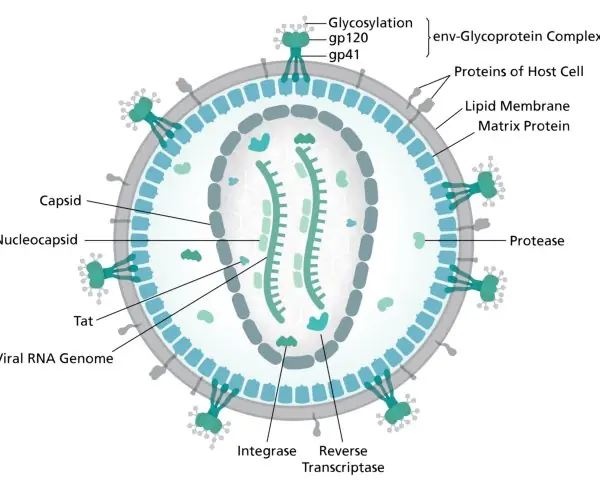 Glycosylation
gp120
gp41
env-Glycoprotein Complex
Proteins of Host Cell
Lipid Membrane
Matrix Protein
Capsid
Nucleocapsid
Protease
Tat
Viral RNA Genome
Integrase
Reverse
Transcriptase